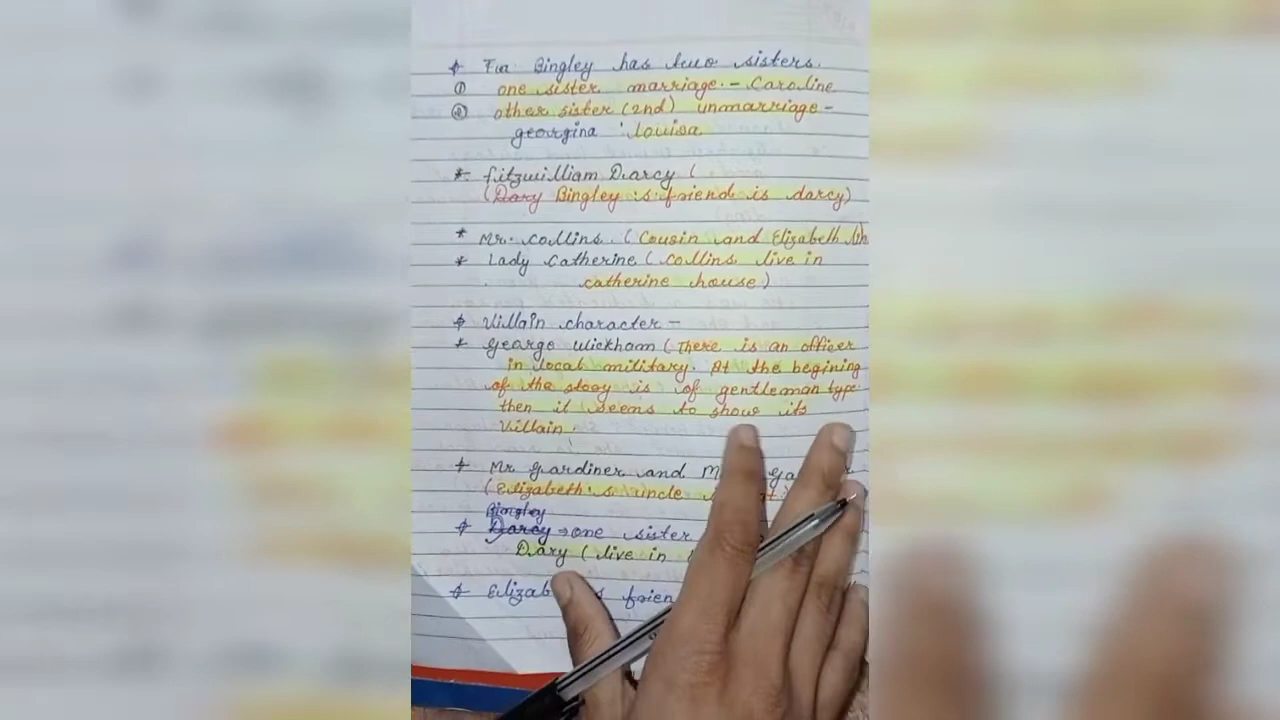 * Bingley has two sisters.
① one sister marriage. - Caroline
② other sister (2nd) unmarriage -
georgina : Louisa
* fitzwilliam Darcy (
(Dary Bingley :s friend is darcy)
* Mr. collins. (Cousin and Elizabeth
* Lady Catherine (collins live in
catherine house)
* Villain character -
* George Wickham (There is an officer
in local military. At the begining
of the story is of gentleman type.
then it seems to show its
Villain.
* Mr gardiner and M
(Elizabeth :s uncle
Bingley
* Darcy → one sister
Dary (live in
* Elizab s frien